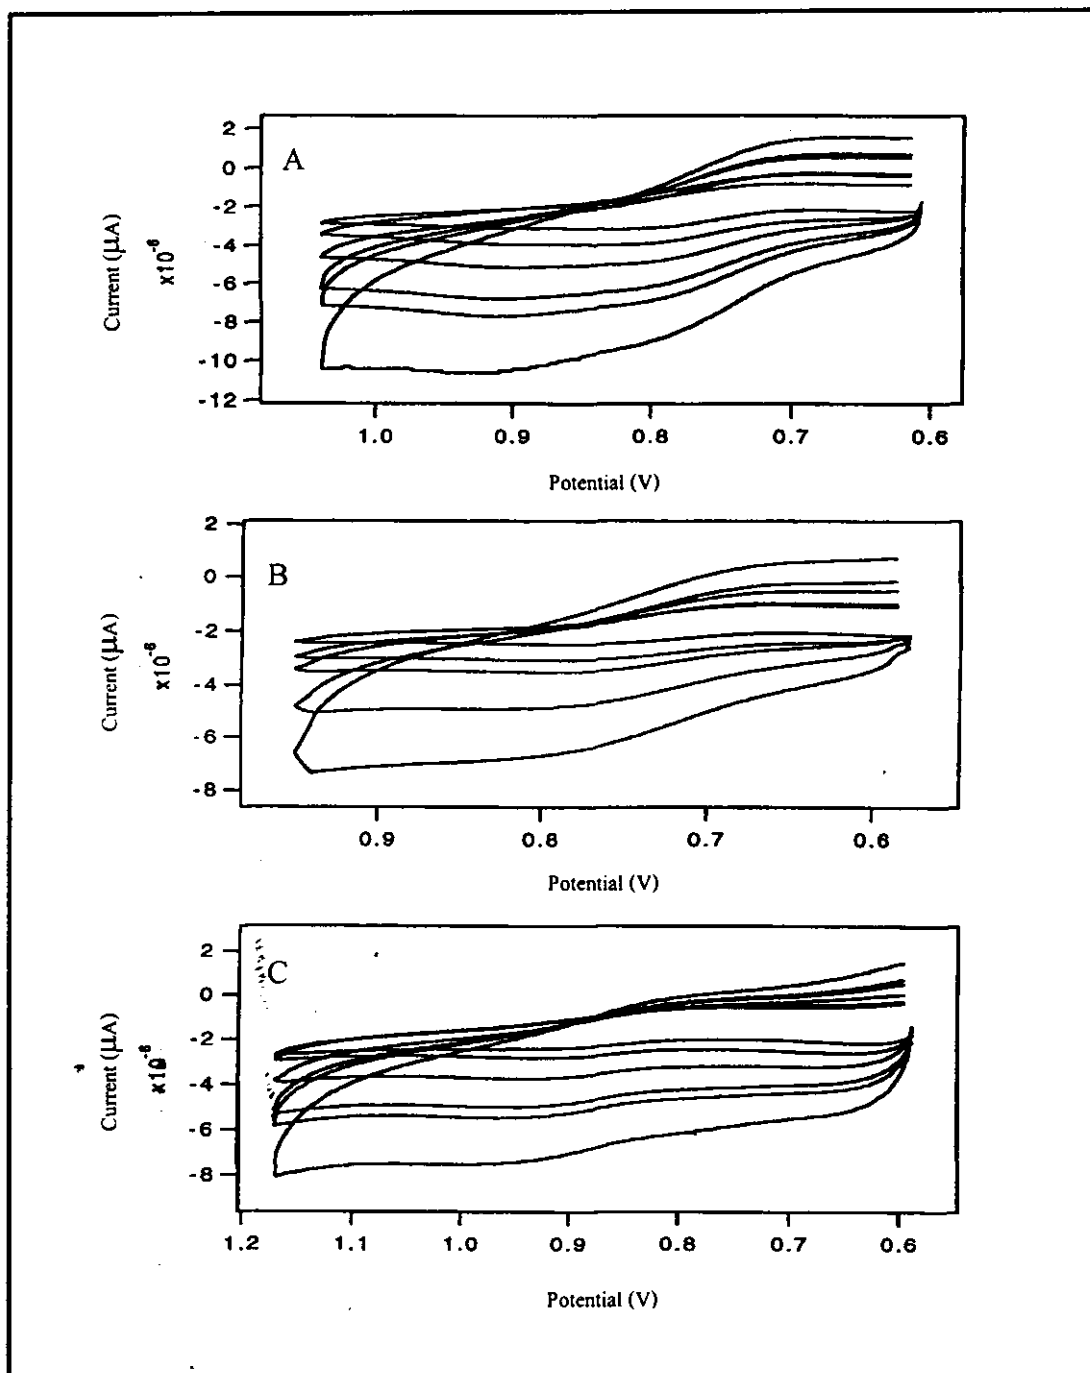 A
2
0
-2
-4
-6
-8
-10
-12
Current (µA)
x10⁻⁶
1.0 0.9 0.8 0.7 0.6
Potential (V)
B
2
0
-2
-4
-6
-8
Current (µA)
x10⁻⁶
0.9 0.8 0.7 0.6
Potential (V)
C
2
0
-2
-4
-6
-8
Current (µA)
x10⁻⁶
1.2 1.1 1.0 0.9 0.8 0.7 0.6
Potential (V)